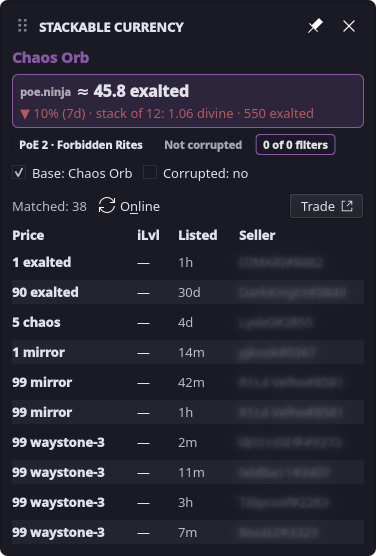 STACKABLE CURRENCY
Chaos Orb
poe.ninja ≈ 45.8 exalted
▼ 10% (7d) · stack of 12: 1.06 divine · 550 exalted
PoE 2 · Forbidden Rites Not corrupted 0 of 0 filters
Base: Chaos Orb Corrupted: no
Matched: 38 Online Trade
Price iLvl Listed Seller
1 exalted — 1h
90 exalted — 30d
5 chaos — 4d
1 mirror — 14m
99 mirror — 42m
99 mirror — 1h
99 waystone-3 — 2m
99 waystone-3 — 11m
99 waystone-3 — 3h
99 waystone-3 — 7m